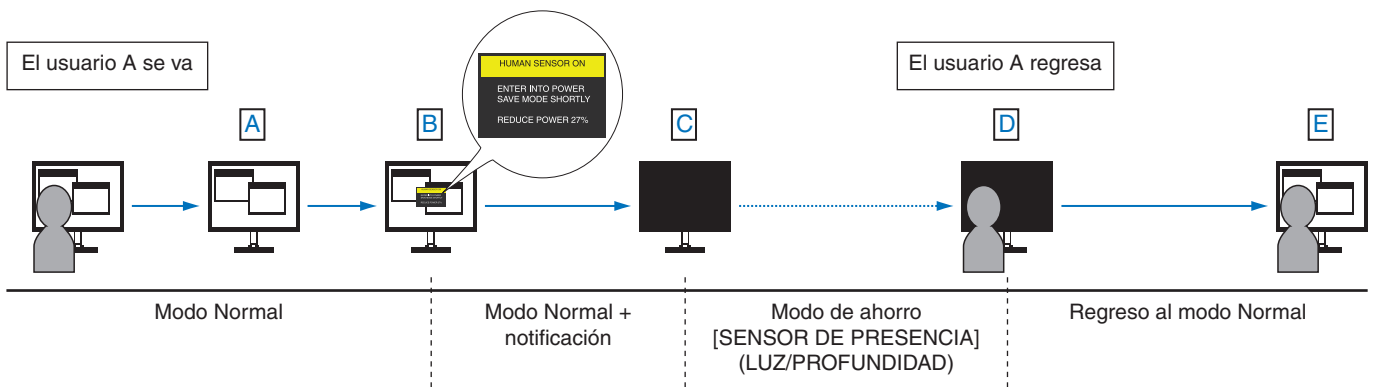 El usuario A se va
A
B
HUMAN SENSOR ON
ENTER INTO POWER
SAVE MODE SHORTLY
REDUCE POWER 27%
C
El usuario A regresa
D
E
Modo Normal
Modo Normal +
notificación
Modo de ahorro
[SENSOR DE PRESENCIA]
(LUZ/PROFUNDIDAD)
Regreso al modo Normal